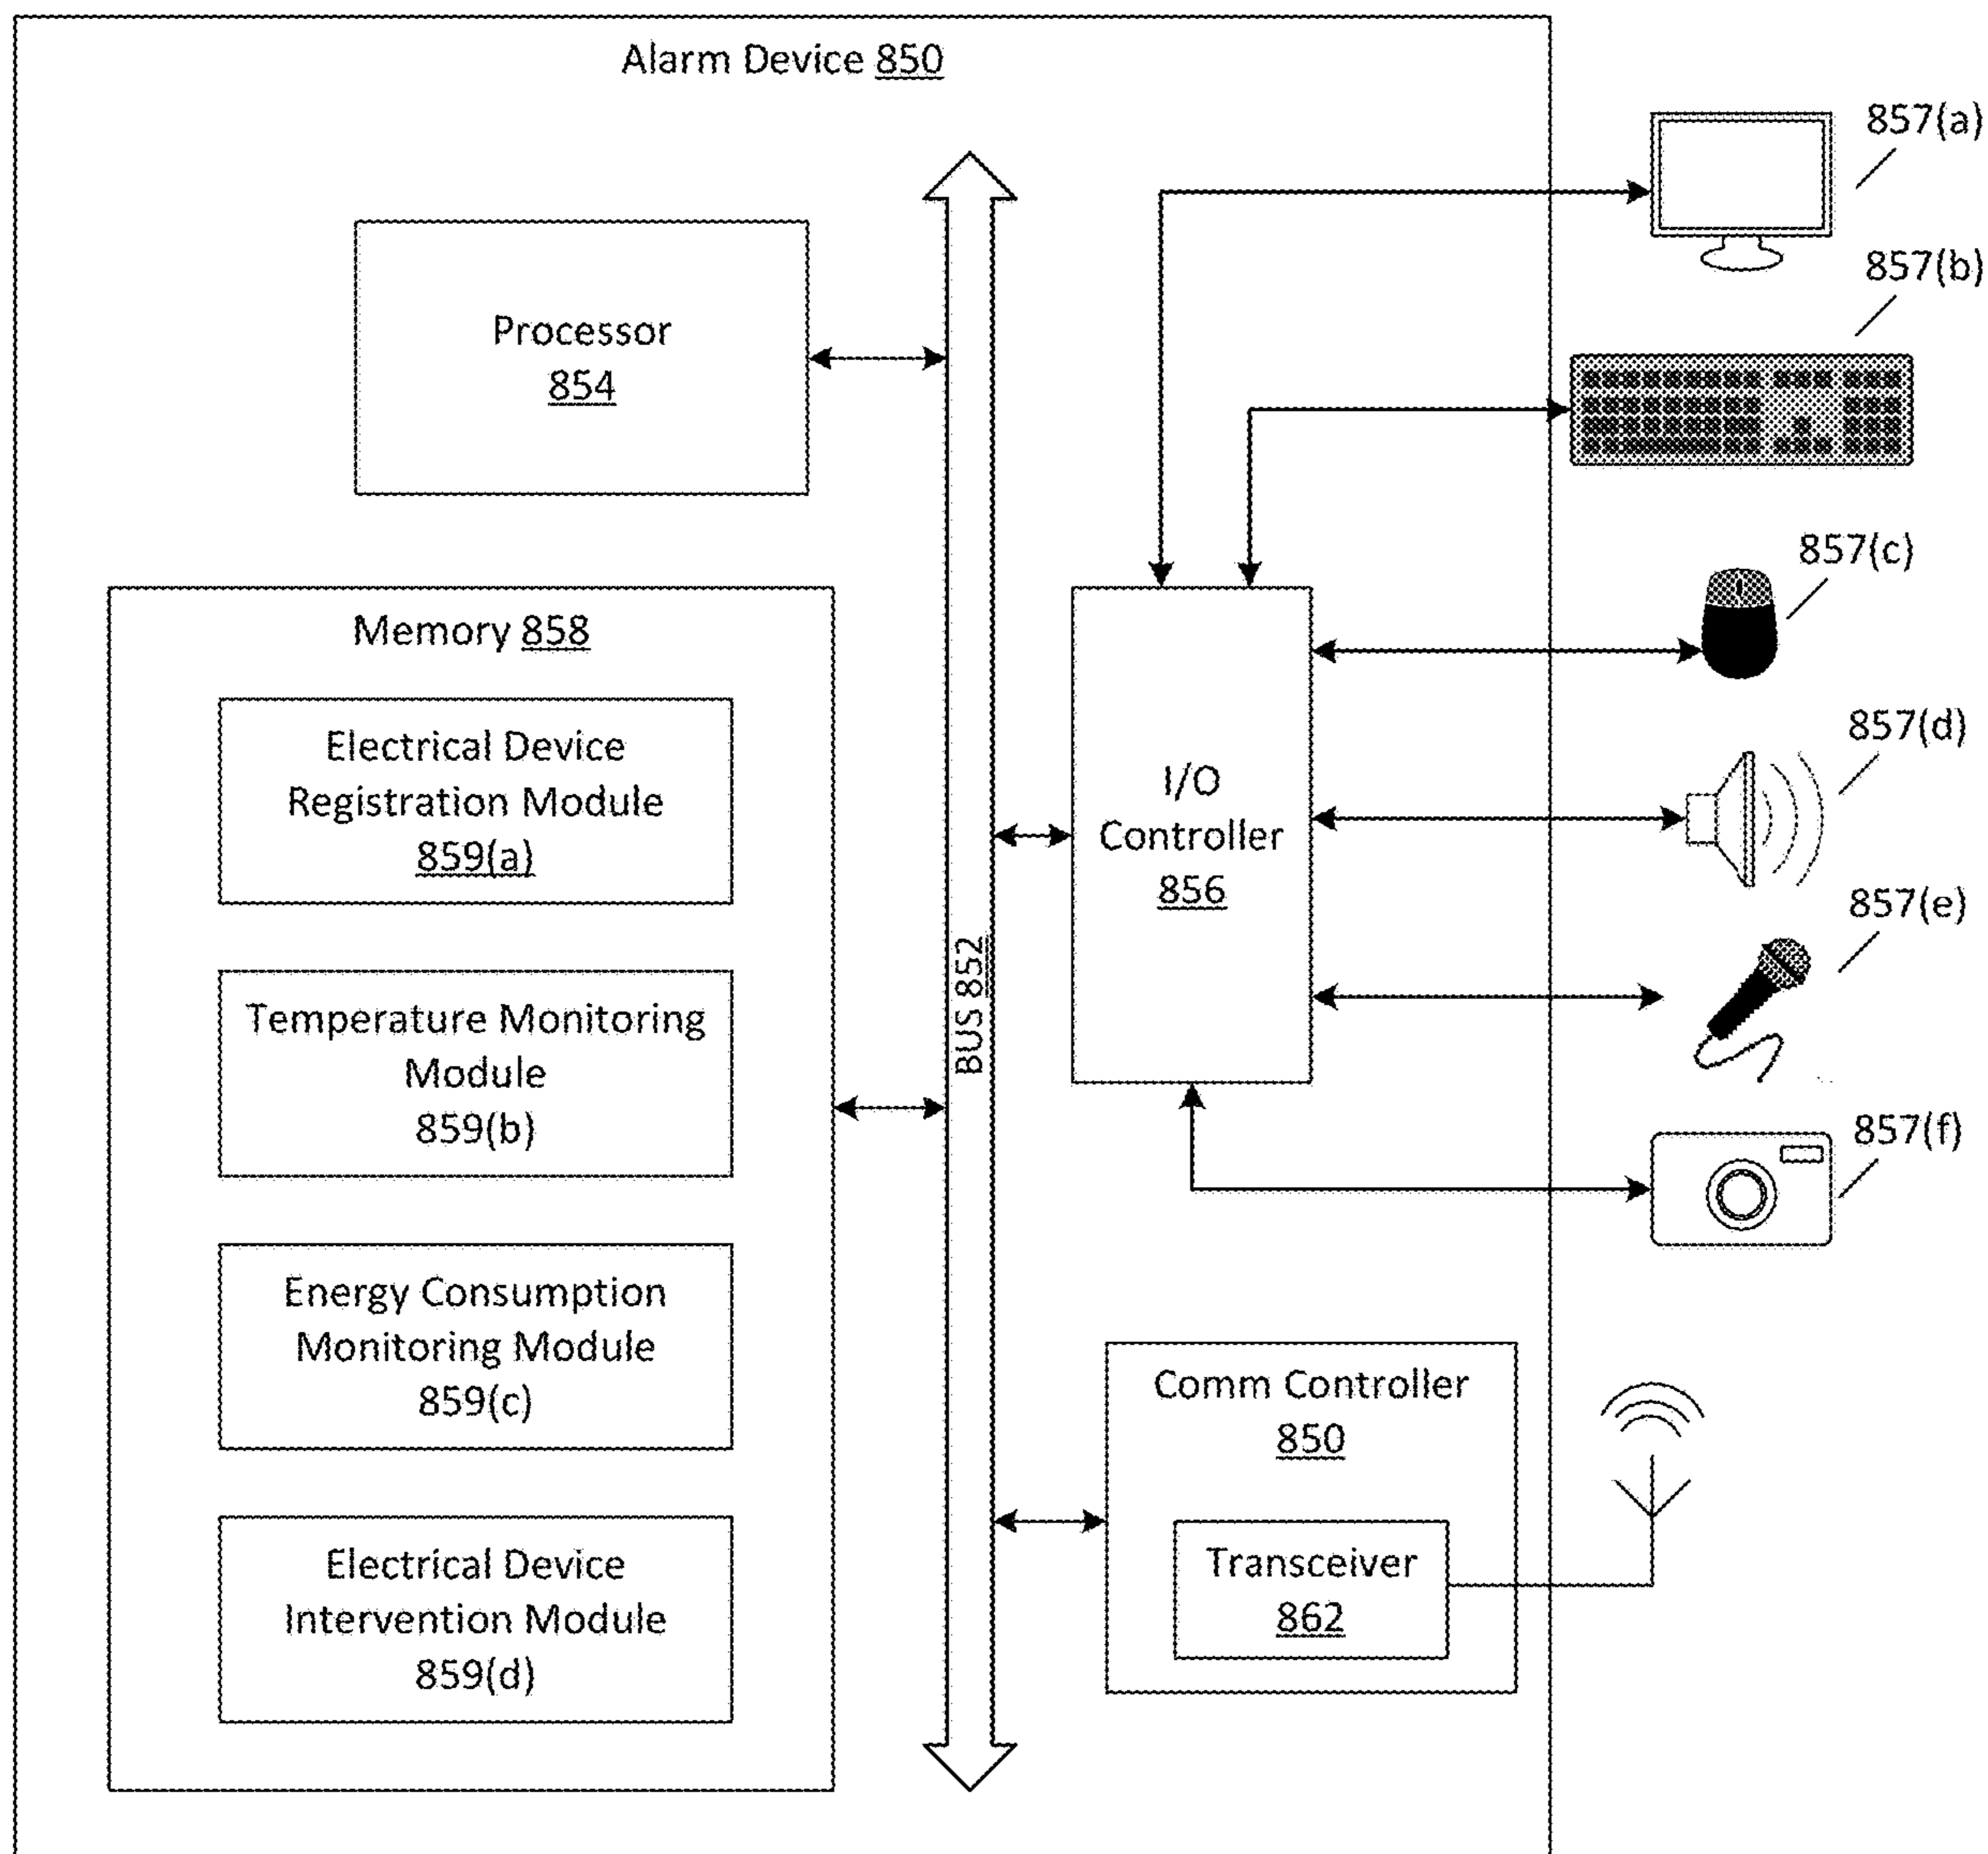 Alarm Device 850
857(a)
857(b)
Processor
854
857(c)
Memory 858
Electrical Device
Registration Module
859(a)
857(d)
I/O
Controller
856
857(e)
BUS 852
Temperature Monitoring
Module
859(b)
857(f)
Energy Consumption
Monitoring Module
859(c)
Comm Controller
850
Electrical Device
Intervention Module
859(d)
Transceiver
862